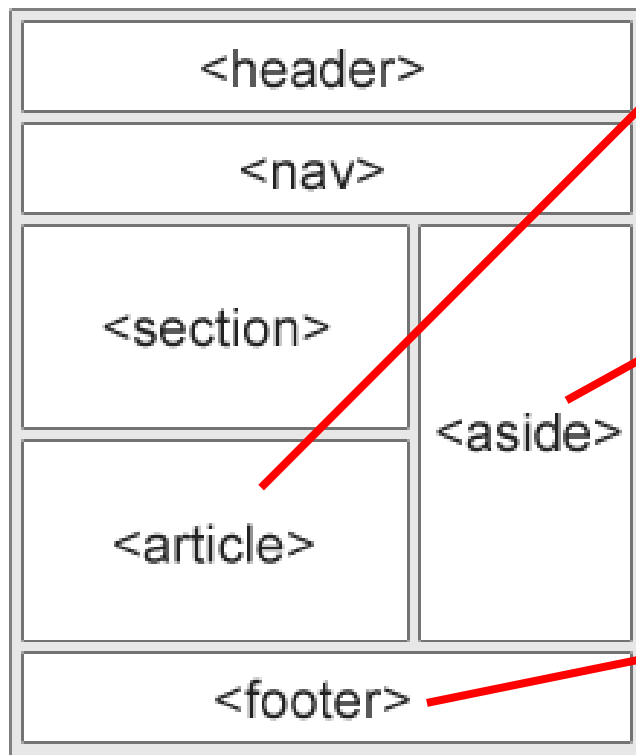 <header>
<nav>
<section>
<aside>
<article>
<footer>